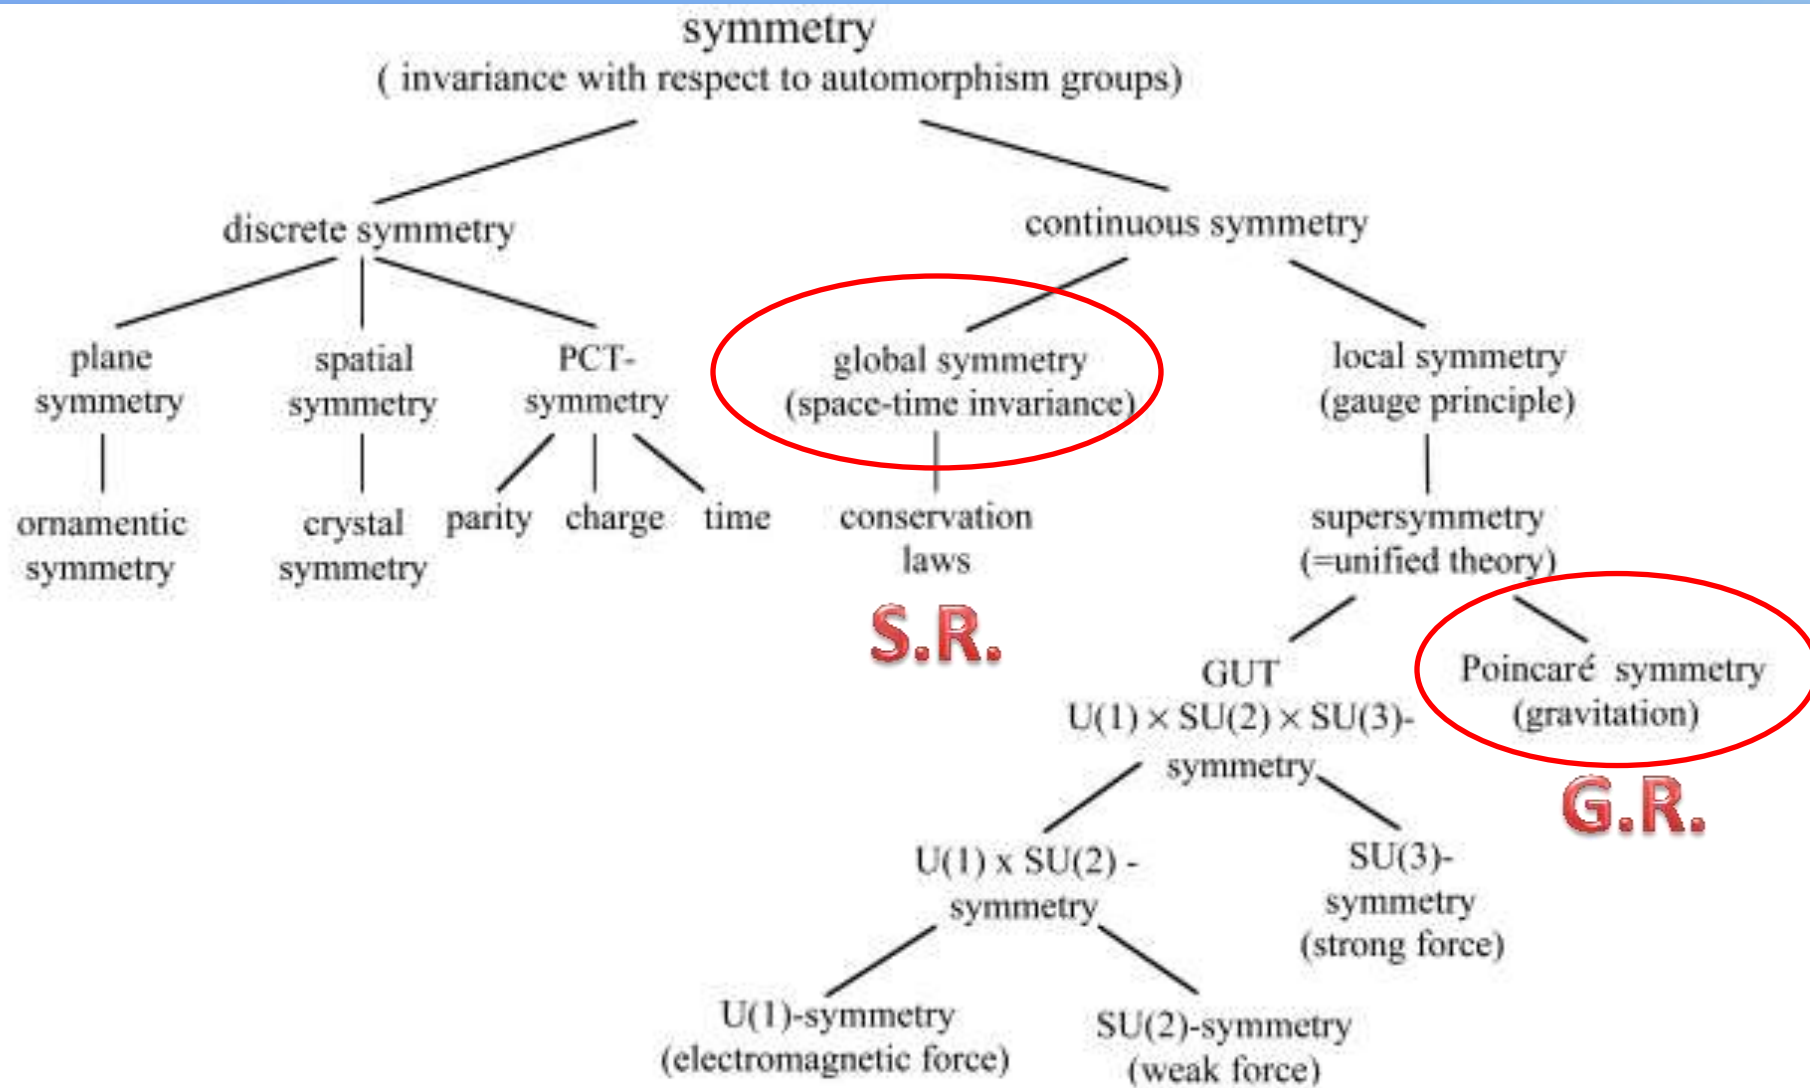 symmetry
( invariance with respect to automorphism groups)
discrete symmetry
continuous symmetry
plane
symmetry
spatial
symmetry
PCT-
symmetry
global symmetry
(space-time invariance)
local symmetry
(gauge principle)
ornamentic
symmetry
crystal
symmetry
parity
charge
time
conservation
laws
supersymmetry
(=unified theory)
S.R.
GUT
U(1) × SU(2) × SU(3)-
symmetry
Poincaré symmetry
(gravitation)
G.R.
U(1) x SU(2) -
symmetry
SU(3)-
symmetry
(strong force)
U(1)-symmetry
(electromagnetic force)
SU(2)-symmetry
(weak force)